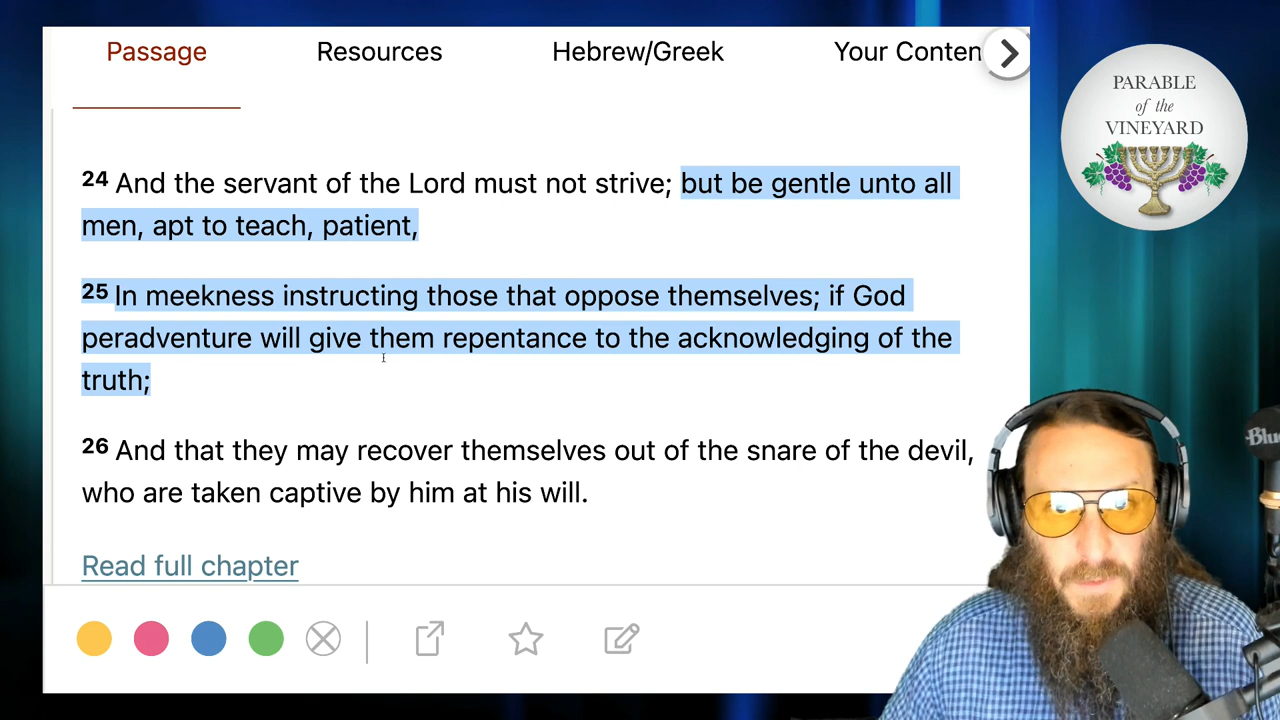 Passage
Resources
Hebrew/Greek
Your Conten
PARABLE
of the
VINEYARD
24 And the servant of the Lord must not strive; but be gentle unto all
men, apt to teach, patient,
25 In meekness instructing those that oppose themselves; if God
peradventure will give them repentance to the acknowledging of the
truth;
26 And that they may recover themselves out of the snare of the devil,
who are taken captive by him at his will.
Read full chapter
Blu